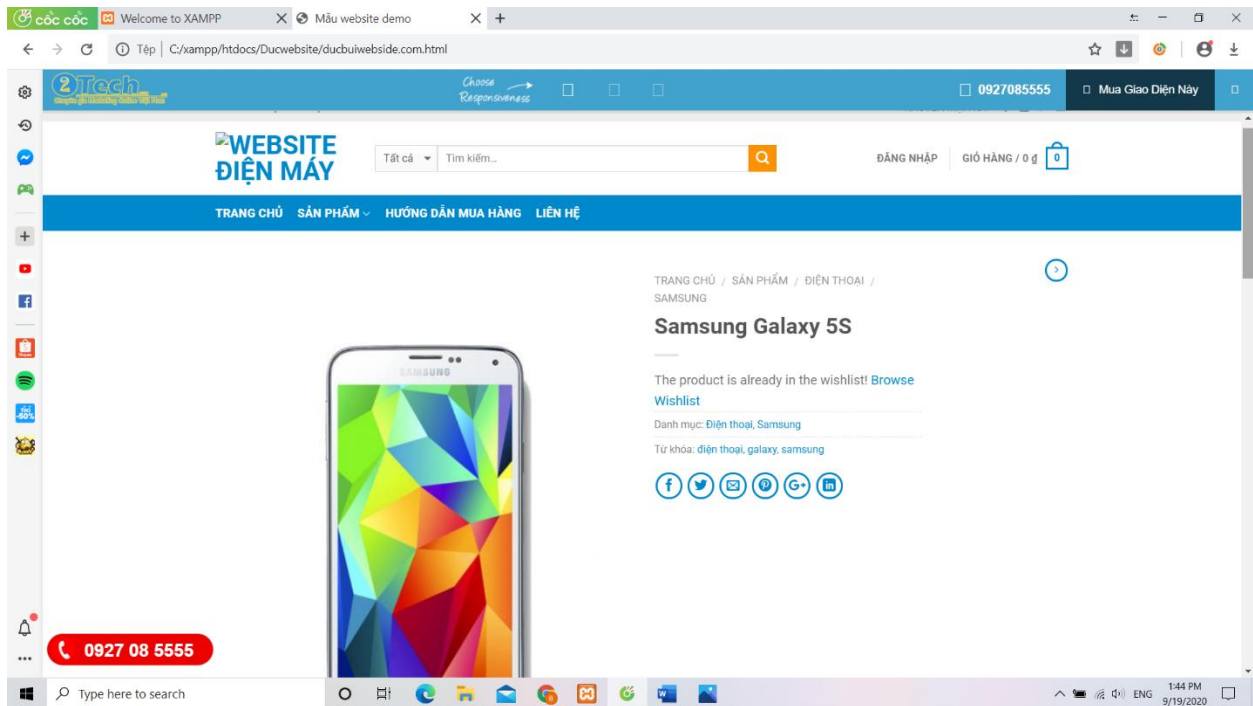 cốc cốc
Welcome to XAMPP
Mẫu website demo
Tệp
C:/xampp/htdocs/Ducwebsite/ducbuiwebside.com.html
2Tech
Choose
Responsiveness
0927085555
Mua Giao Diện Này
WEBSITE
ĐIỆN MÁY
Tất cả
Tìm kiếm...
ĐĂNG NHẬP
GIỎ HÀNG / 0 ₫
0
TRANG CHỦ SẢN PHẨM HƯỚNG DẪN MUA HÀNG LIÊN HỆ
TRANG CHỦ / SẢN PHẨM / ĐIỆN THOẠI /
SAMSUNG
Samsung Galaxy 5S
The product is already in the wishlist! Browse
Wishlist
Danh mục: Điện thoại, Samsung
Từ khóa: điện thoại, galaxy, samsung
SAMSUNG
-50%
0927 08 5555
Type here to search
ENG
1:44 PM
9/19/2020